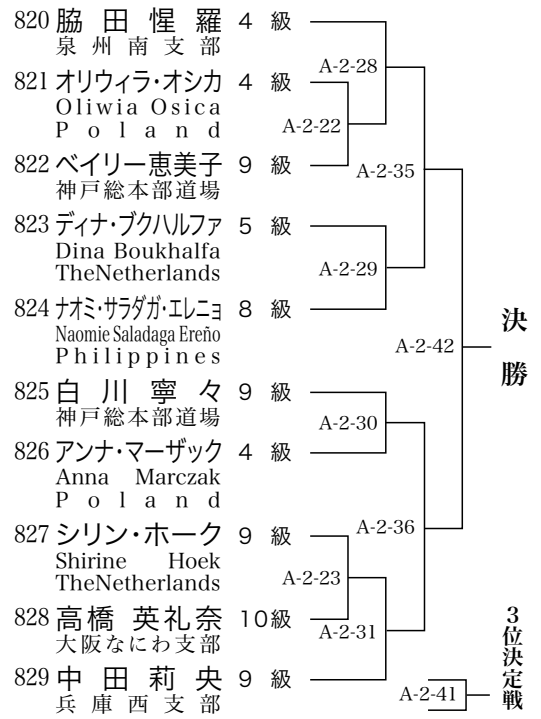 820 脇田惺羅 4級
泉州南支部
A-2-28
821 オリウィラ・オシカ 4級
Oliwia Osica
Poland
A-2-22
822 ベイリー恵美子 9級
神戸総本部道場
A-2-35
823 ディナ・ブクハルファ 5級
Dina Boukhalfa
TheNetherlands
A-2-29
824 ナオミ・サラダガ・エレニョ 8級
Naomie Saladaga Ereño
Philippines
決勝
A-2-42
825 白川寧々 9級
神戸総本部道場
A-2-30
826 アンナ・マーザック 4級
Anna Marczak
Poland
827 シリン・ホーク 9級
Shirine Hoek
TheNetherlands
A-2-36
A-2-23
828 高橋 英礼奈 10級
大阪なにわ支部
A-2-31
829 中田莉央 9級
兵庫西支部
3位決定戦
A-2-41